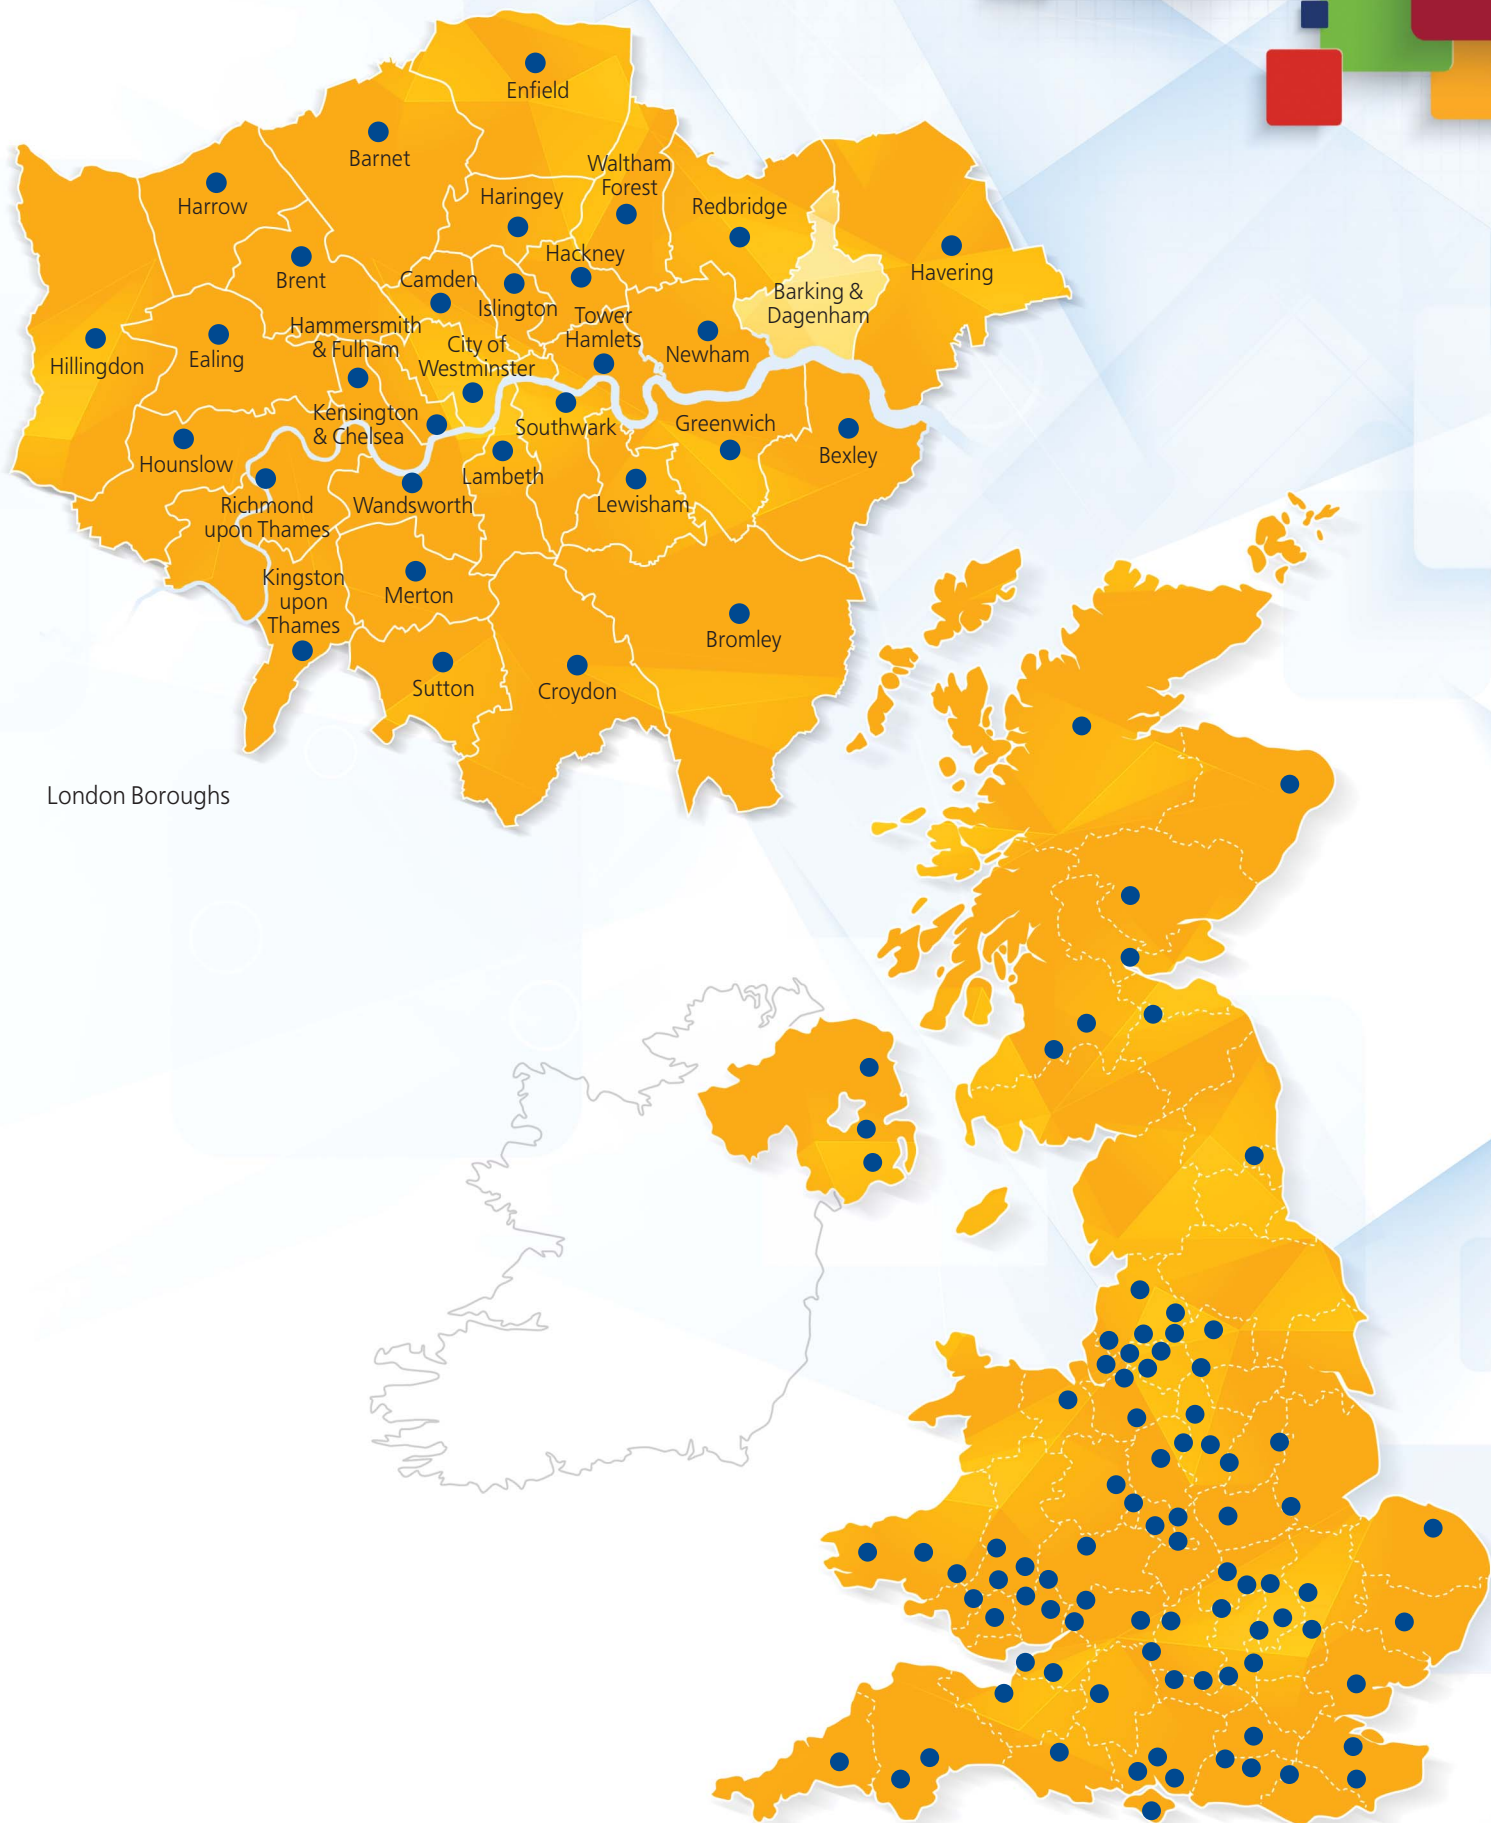 Enfield
Barnet
Waltham
Forest
Harrow
Haringey
Redbridge
Hackney
Brent
Camden
Havering
Islington
Barking &
Dagenham
Tower
Hamlets
Hammersmith
& Fulham
City of
Westminster
Newham
Hillingdon
Ealing
Kensington
& Chelsea
Southwark
Greenwich
Bexley
Hounslow
Lambeth
Richmond
upon Thames
Wandsworth
Lewisham
Kingston
upon
Thames
Merton
Bromley
Sutton
Croydon
London Boroughs